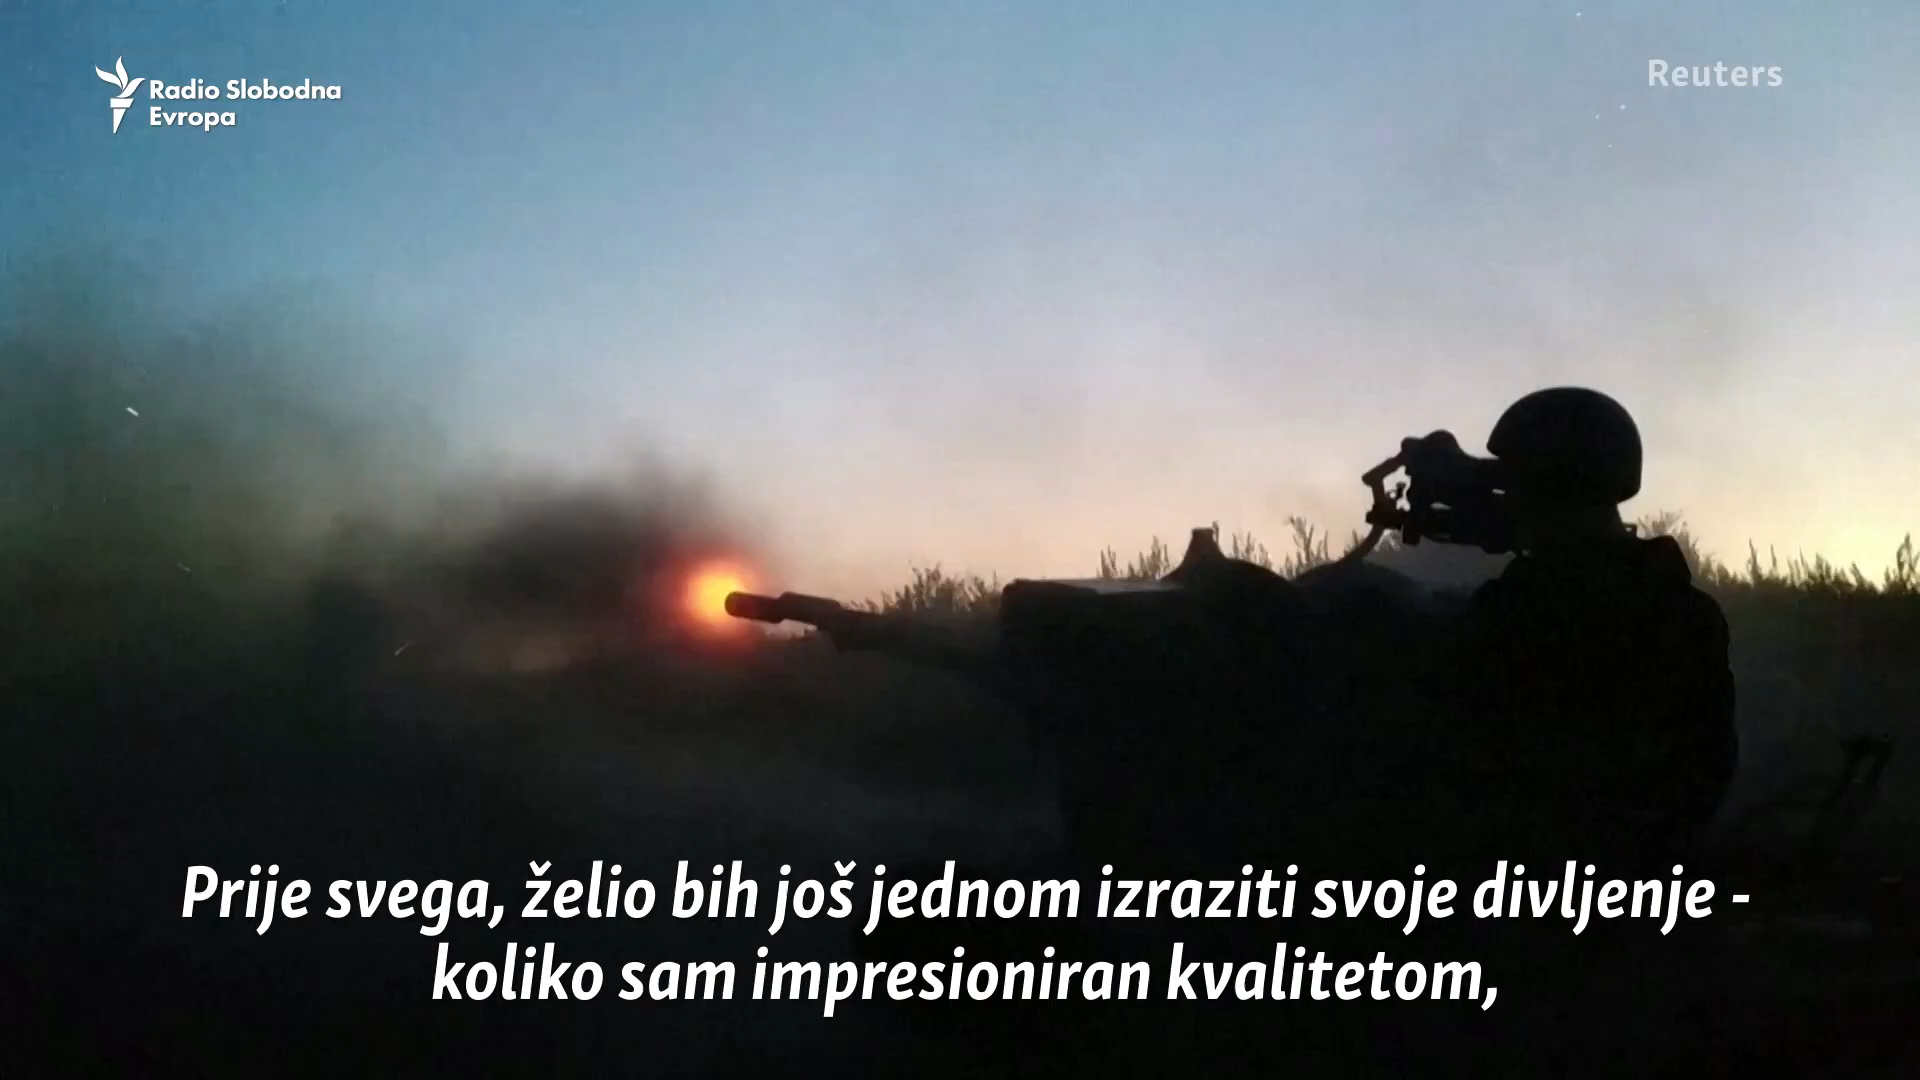 Radio Slobodna
Evropa
Reuters
Prije svega, želio bih još jednom izraziti svoje divljenje -
koliko sam impresioniran kvalitetom,